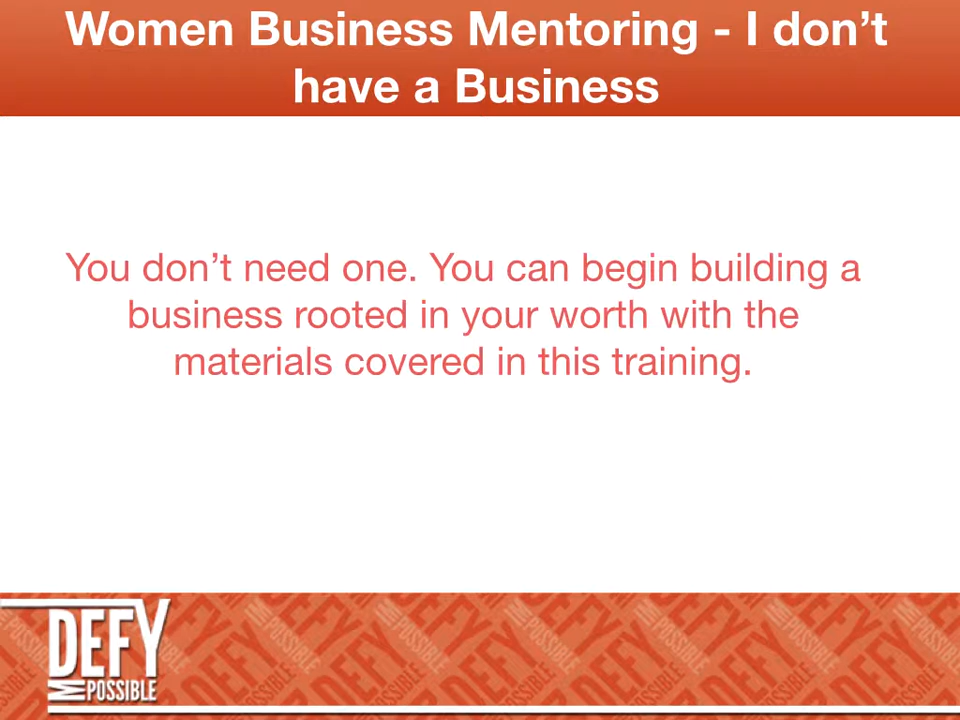 Women Business Mentoring - I don’t
have a Business
You don’t need one. You can begin building a
business rooted in your worth with the
materials covered in this training.
DEFY
IMPOSSIBLE